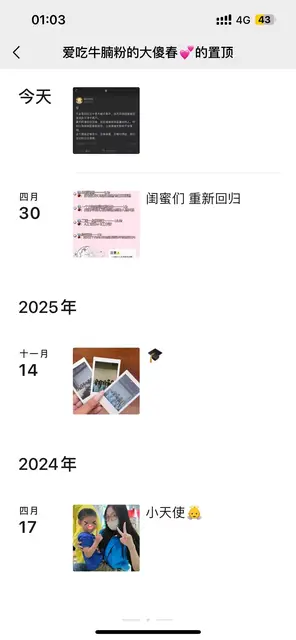 01:03
4G 43
爱吃牛腩粉的大傻春💕的置顶
今天
四月
30
闺蜜们 重新回归
2025年
十一月
14
🎓
2024年
四月
17
小天使👼